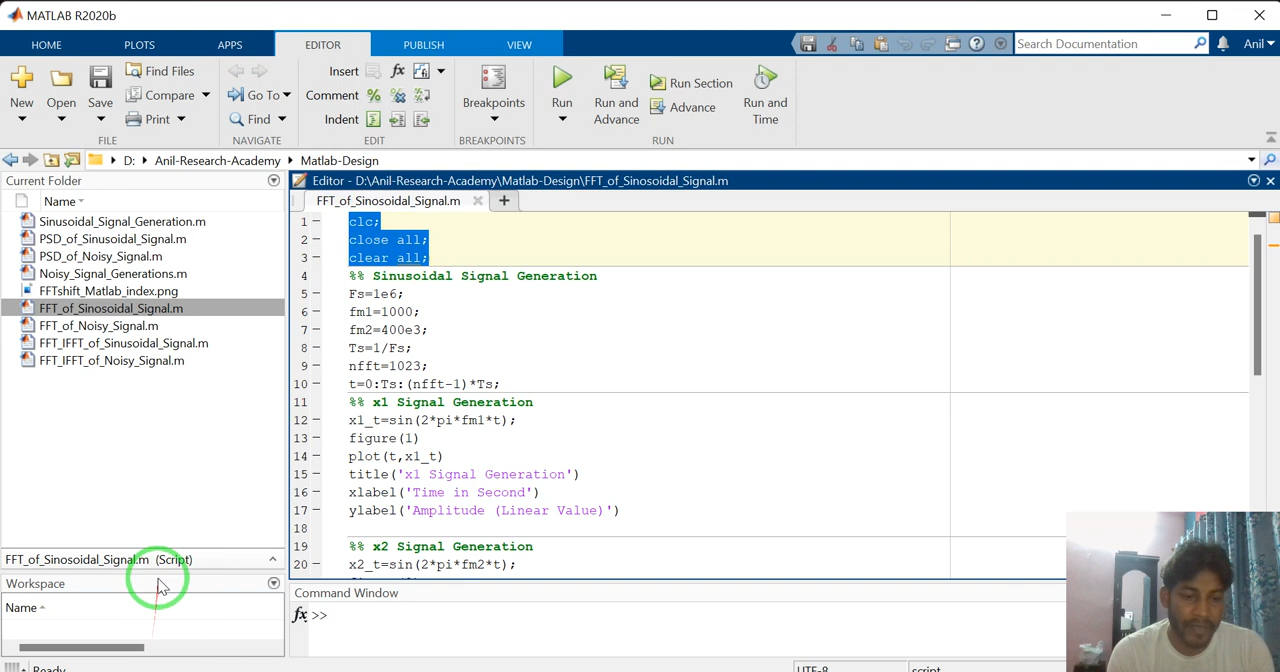 MATLAB R2020b
HOME PLOTS APPS EDITOR PUBLISH VIEW Search Documentation Anil
New Open Save Find Files Compare Print
FILE
Go To Find
NAVIGATE
Insert fx
Comment
Indent
EDIT
Breakpoints
BREAKPOINTS
Run Run and Advance Run Section Advance Run and Time
RUN
D: Anil-Research-Academy Matlab-Design
Current Folder
Name
Sinusoidal_Signal_Generation.m
PSD_of_Sinusoidal_Signal.m
PSD_of_Noisy_Signal.m
Noisy_Signal_Generations.m
FFTshift_Matlab_index.png
FFT_of_Sinosoidal_Signal.m
FFT_of_Noisy_Signal.m
FFT_IFFT_of_Sinusoidal_Signal.m
FFT_IFFT_of_Noisy_Signal.m
FFT_of_Sinosoidal_Signal.m (Script)
Workspace
Name
Ready
Editor - D:\Anil-Research-Academy\Matlab-Design\FFT_of_Sinosoidal_Signal.m
FFT_of_Sinosoidal_Signal.m
1 clc;
2 close all;
3 clear all;
4 %% Sinusoidal Signal Generation
5 Fs=1e6;
6 fm1=1000;
7 fm2=400e3;
8 Ts=1/Fs;
9 nfft=1023;
10 t=0:Ts:(nfft-1)*Ts;
11 %% x1 Signal Generation
12 x1_t=sin(2*pi*fm1*t);
13 figure(1)
14 plot(t,x1_t)
15 title('x1 Signal Generation')
16 xlabel('Time in Second')
17 ylabel('Amplitude (Linear Value)')
18
19 %% x2 Signal Generation
20 x2_t=sin(2*pi*fm2*t);
Command Window
fx >>
UTF-8 script